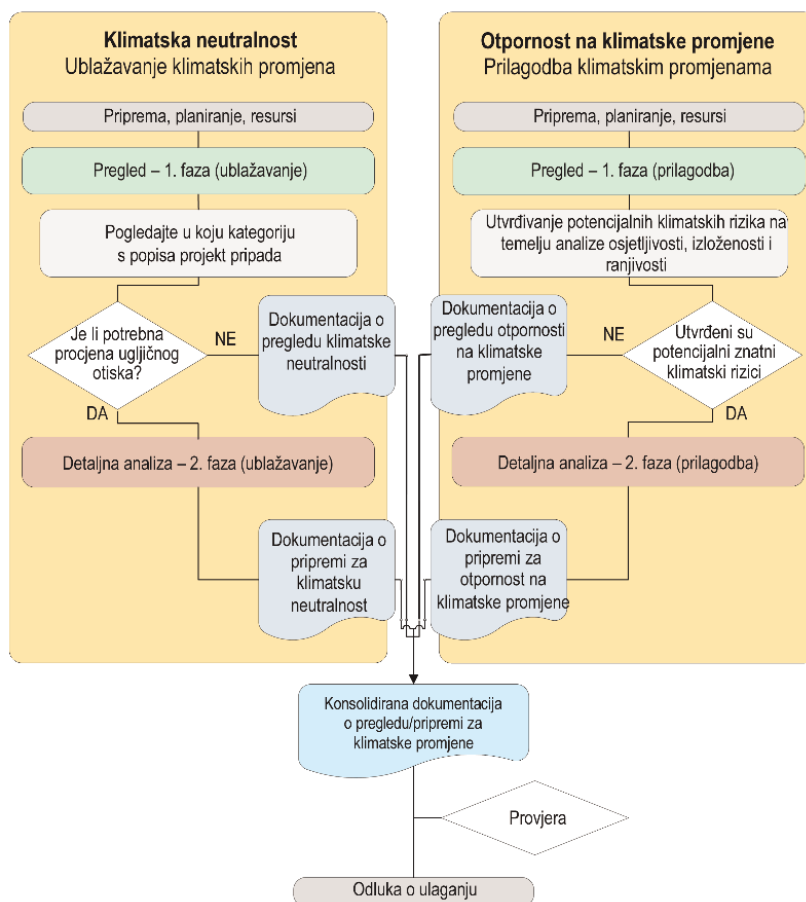 Klimatska neutralnost
Ublažavanje klimatskih promjena
Priprema, planiranje, resursi
Pregled – 1. faza (ublažavanje)
Pogledajte u koju kategoriju
s popisa projekt pripada
Je li potrebna
procjena ugljičnog
otiska?
NE
Dokumentacija o
pregledu klimatske
neutralnosti
DA
Detaljna analiza – 2. faza (ublažavanje)
Dokumentacija o
pripremi za
klimatsku
neutralnost
Otpornost na klimatske promjene
Prilagodba klimatskim promjenama
Priprema, planiranje, resursi
Pregled – 1. faza (prilagodba)
Utvrđivanje potencijalnih klimatskih rizika na
temelju analize osjetljivosti, izloženosti i
ranjivosti
Dokumentacija o
pregledu otpornosti
na klimatske
promjene
NE
Utvrđeni su
potencijalni znatni
klimatski rizici
DA
Detaljna analiza – 2. faza (prilagodba)
Dokumentacija o
pripremi za
otpornost na
klimatske promjene
Konsolidirana dokumentacija
o pregledu/pripremi za
klimatske promjene
Provjera
Odluka o ulaganju